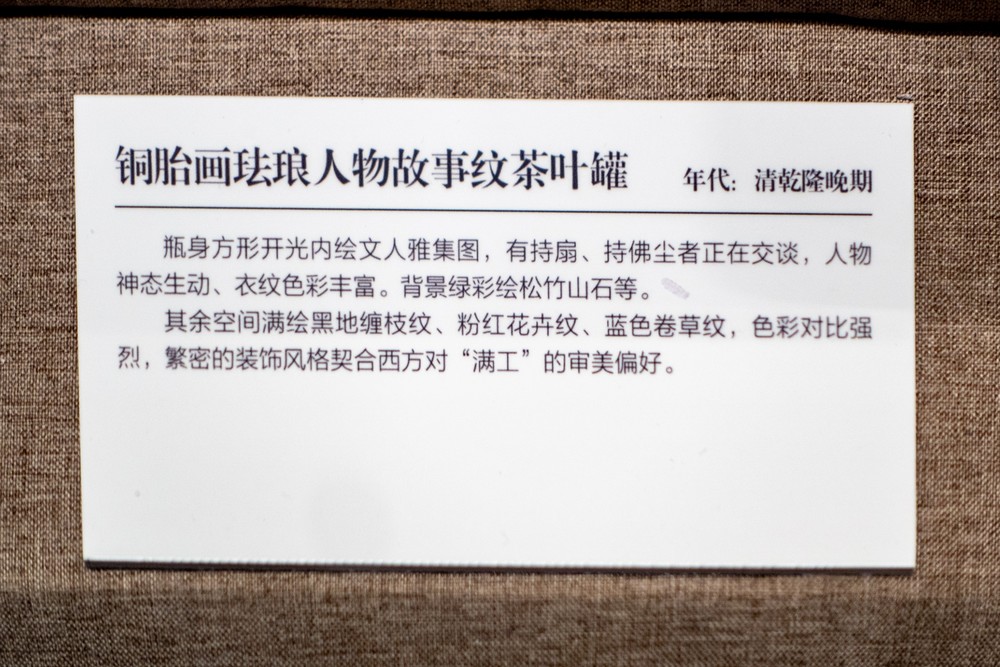 铜胎画珐琅人物故事纹茶叶罐 年代：清乾隆晚期
瓶身方形开光内绘文人雅集图，有持扇、持佛尘者正在交谈，人物
神态生动、衣纹色彩丰富。背景绿彩绘松竹山石等。
其余空间满绘黑地缠枝纹、粉红花卉纹、蓝色卷草纹，色彩对比强
烈，繁密的装饰风格契合西方对“满工”的审美偏好。